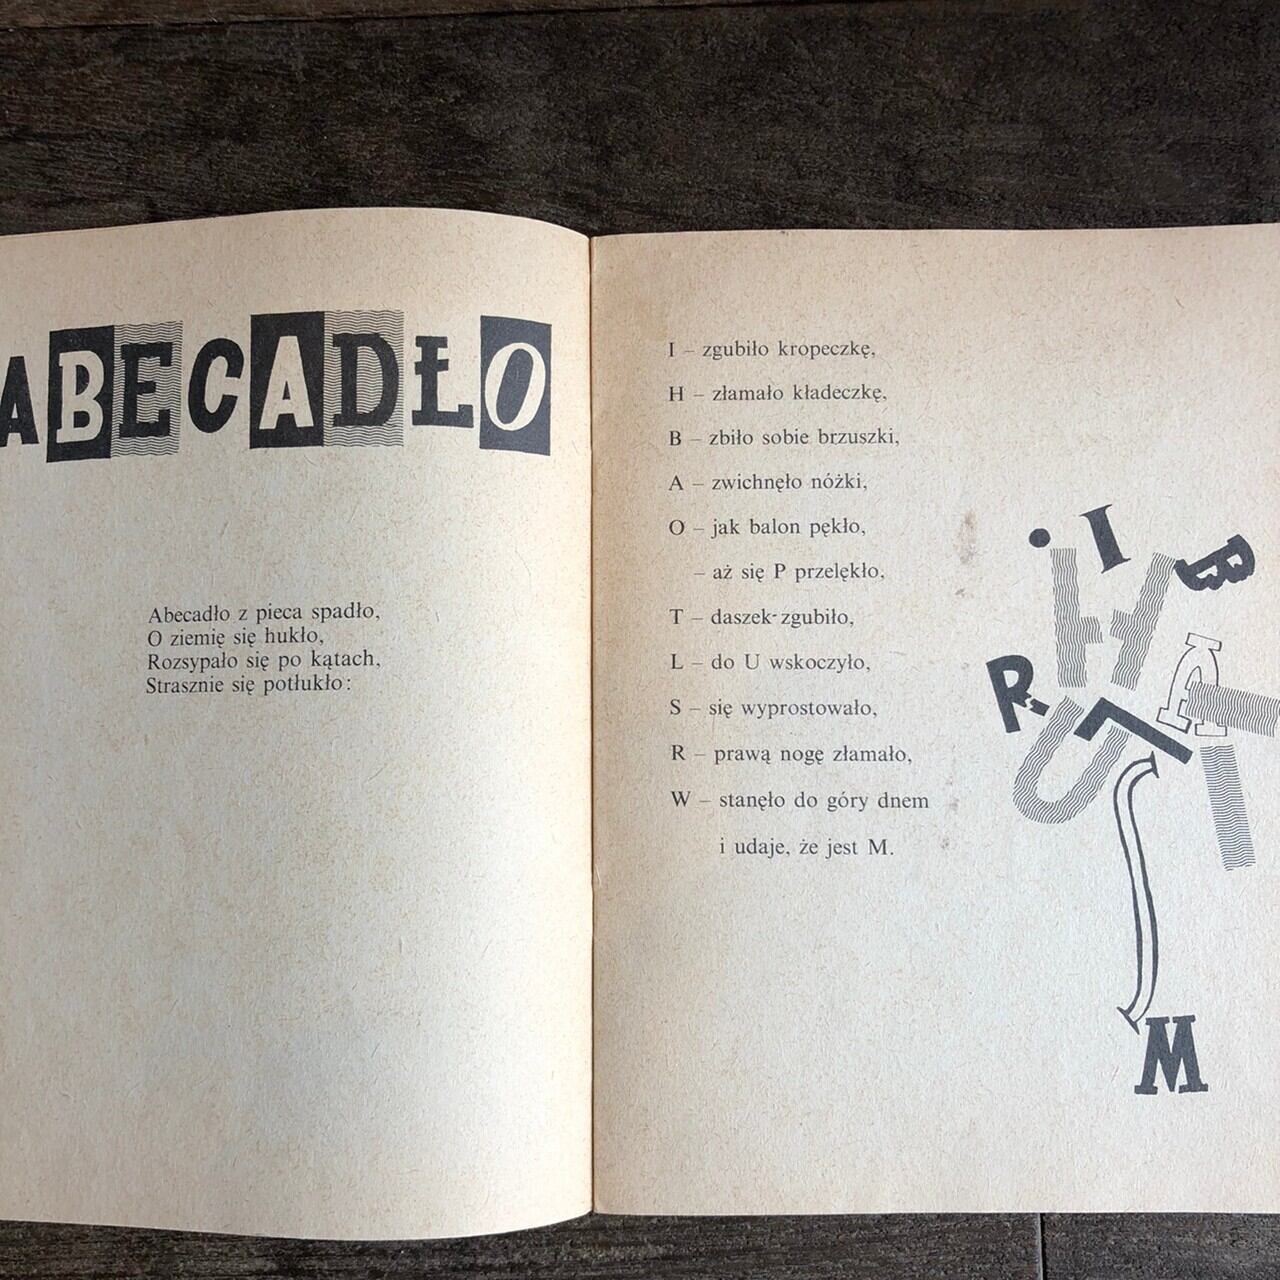 ABECADŁO
Abecadło z pieca spadło,
O ziemię się hukło,
Rozsypało się po kątach,
Strasznie się potłukło:
I – zgubiło kropeczkę,
H – złamało kładeczkę,
B – zbiło sobie brzuszki,
A – zwichnęło nóżki,
O – jak balon pękło,
– aż się P przelękło,
T – daszek zgubiło,
L – do U wskoczyło,
S – się wyprostowało,
R – prawą nogę złamało,
W – stanęło do góry dnem
i udaje, że jest M.
I B
H
R A T
U L
S
M